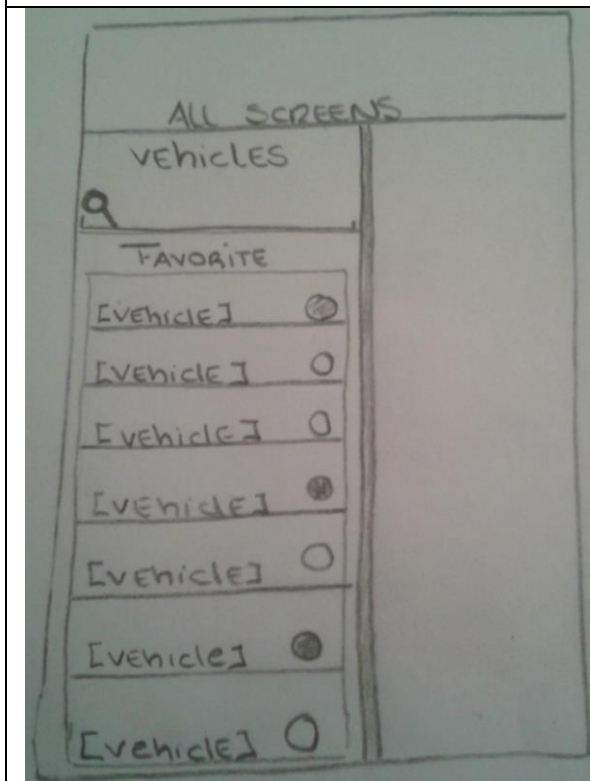 ALL SCREENS
VEhiclES
FAVORITE
[VEhiclE]
[VEhiclE]
[VEhiclE]
[VEhiclE]
[VEhiclE]
[VEhicle]
[Vehicle]